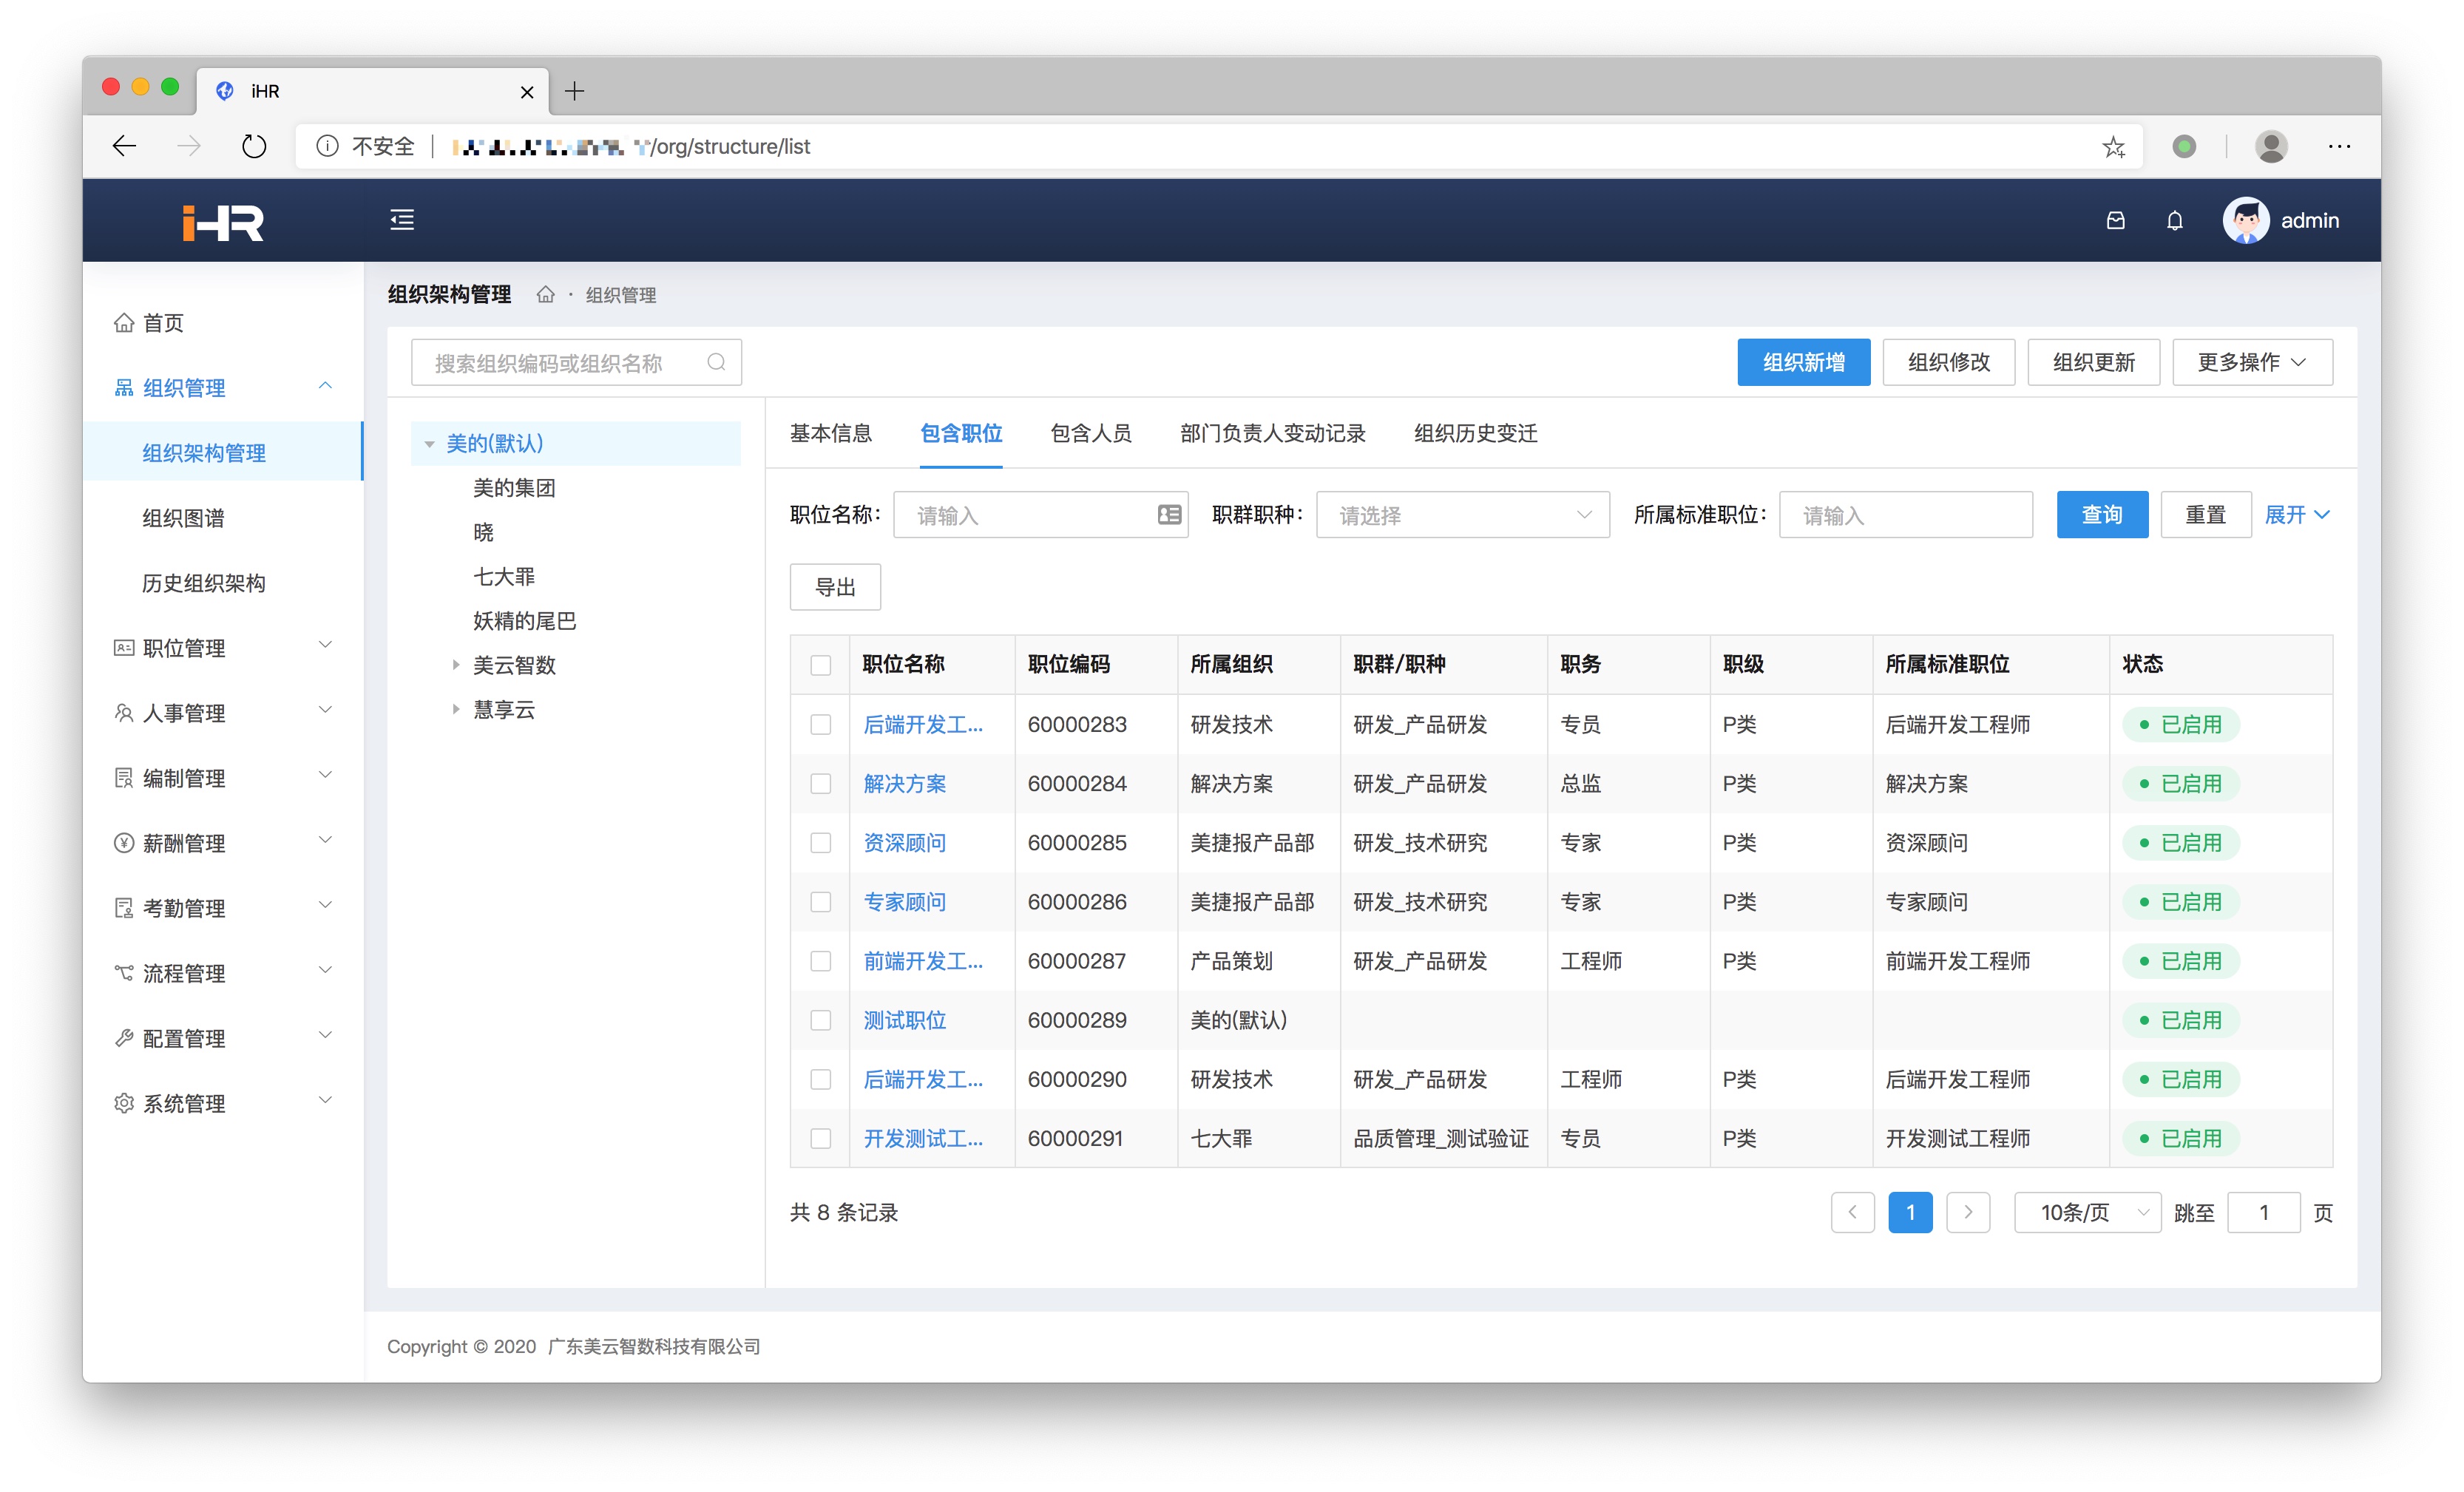 iHR
不安全
/org/structure/list
iHR
admin
首页
组织管理
组织架构管理
组织图谱
历史组织架构
职位管理
人事管理
编制管理
薪酬管理
考勤管理
流程管理
配置管理
系统管理
组织架构管理 · 组织管理
搜索组织编码或组织名称
组织新增 组织修改 组织更新 更多操作
美的(默认)
美的集团
晓
七大罪
妖精的尾巴
美云智数
慧享云
基本信息 包含职位 包含人员 部门负责人变动记录 组织历史变迁
职位名称: 请输入 职群职种: 请选择 所属标准职位: 请输入 查询 重置 展开
导出
职位名称 职位编码 所属组织 职群/职种 职务 职级 所属标准职位 状态
后端开发工... 60000283 研发技术 研发_产品研发 专员 P类 后端开发工程师 已启用
解决方案 60000284 解决方案 研发_产品研发 总监 P类 解决方案 已启用
资深顾问 60000285 美捷报产品部 研发_技术研究 专家 P类 资深顾问 已启用
专家顾问 60000286 美捷报产品部 研发_技术研究 专家 P类 专家顾问 已启用
前端开发工... 60000287 产品策划 研发_产品研发 工程师 P类 前端开发工程师 已启用
测试职位 60000289 美的(默认) 已启用
后端开发工... 60000290 研发技术 研发_产品研发 工程师 P类 后端开发工程师 已启用
开发测试工... 60000291 七大罪 品质管理_测试验证 专员 P类 开发测试工程师 已启用
共 8 条记录
1 10条/页 跳至 1 页
Copyright © 2020 广东美云智数科技有限公司